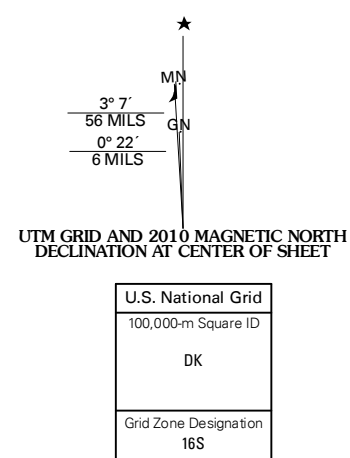 MN
3° 7´
56 MILS
GN
0° 22´
6 MILS
UTM GRID AND 2010 MAGNETIC NORTH
DECLINATION AT CENTER OF SHEET
U.S. National Grid
100,000-m Square ID
DK
Grid Zone Designation
16S